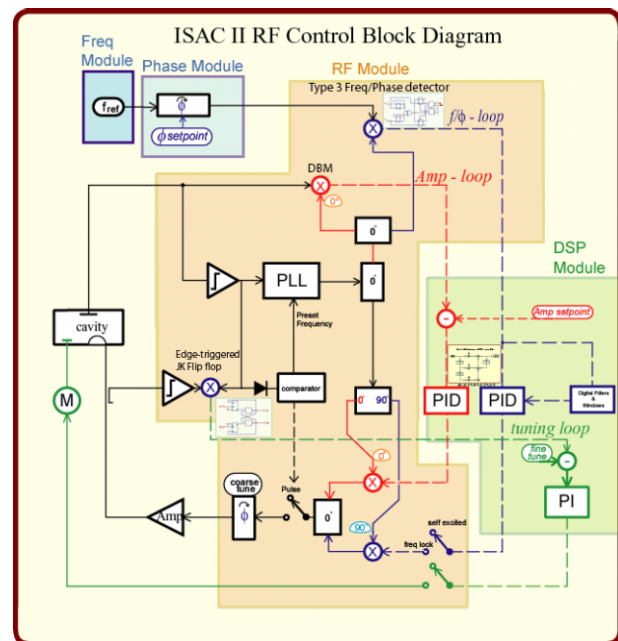 ISAC II RF Control Block Diagram
Freq
Module
Phase Module
RF Module
Type 3 Freq/Phase detector
fref
ϕ
ϕ setpoint
X
f/ϕ - loop
DBM
X
Amp - loop
0°
0°
DSP
Module
PLL
0°
Preset
Frequency
cavity
-
Amp setpoint
Edge-triggered
JK Flip flop
M
X
comparator
PID
PID
Digital Filters
& Windows
0°
90°
tuning loop
fine
tune
-
0°
X
PI
coarse
tune
Pulse
Amp
ϕ
0°
90°
X
self excited
freq lock